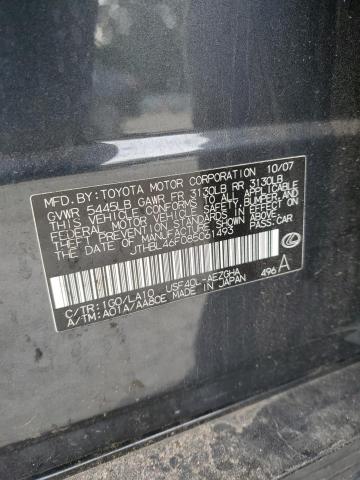 MFD.BY:TOYOTA MOTOR CORPORATION 10/07
GVWR 5445LB GAWR FR 3130LB RR 3130LB
THIS VEHICLE CONFORMS TO ALL APPLICABLE
FEDERAL MOTOR VEHICLE SAFETY, BUMPER, AND
THEFT PREVENTION STANDARDS IN EFFECT ON
THE DATE OF MANUFACTURE SHOWN ABOVE.
JTHBL46F085061493 PASS.CAR
C/TR:1G0/LA10 USF40L-AEZGHA 496 A
A/TM:A01A/AA80E MADE IN JAPAN